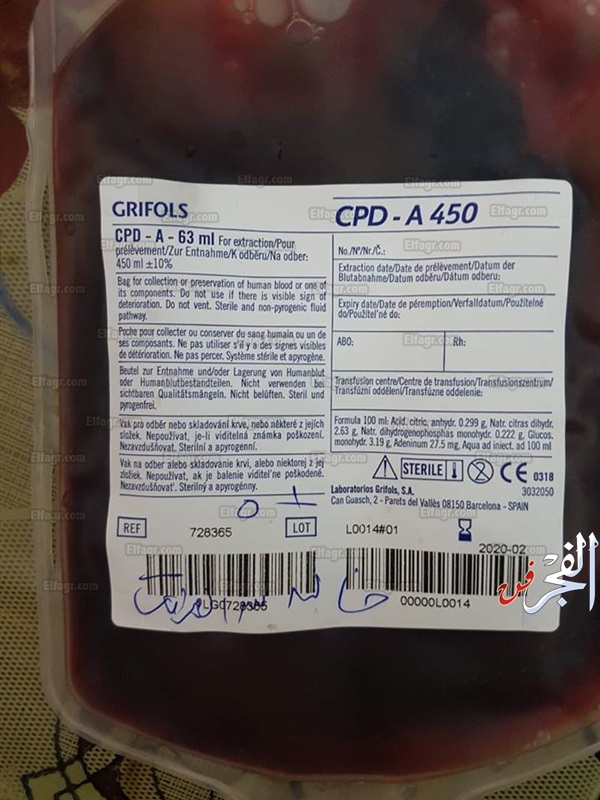 GRIFOLS
CPD - A - 63 ml For extraction/Pour
prélèvement/Zur Entnahme/K odběru/Na odber:
450 ml ±10%
Bag for collection or preservation of human blood or one of
its components. Do not use if there is visible sign of
deterioration. Do not vent. Sterile and non-pyrogenic fluid
pathway.
Poche pour collecter ou conserver du sang humain ou un de
ses composants. Ne pas utiliser s'il y a des signes visibles
de détérioration. Ne pas percer. Système stérile et apyrogène.
Beutel zur Entnahme und/oder Lagerung von Humanblut
oder Humanblutbestandteilen. Nicht verwenden bei
sichtbaren Qualitätsmängeln. Nicht belüften. Steril und
pyrogenfrei.
Vak pro odběr nebo skladování krve, nebo některé z jejích
složek. Nepoužívat, je-li viditelná známka poškození.
Nezavzdušňovat. Sterilní a apyrogenní.
Vak na odber alebo skladovanie krvi, alebo niektorej z jej
zložiek. Nepoužívať, ak je balenie viditeľne poškodené.
Nezavzdušňovať. Sterilný a apyrogénny.
CPD - A 450
No./Nº/Nr./Č.:
Extraction date/Date de prélèvement/Datum der
Blutabnahme/Datum odběru/Dátum odberu:
Expiry date/Date de péremption/Verfalldatum/Použitelné
do/Použiteľné do:
ABO: Rh:
Transfusion centre/Centre de transfusion/Transfusionszentrum/
Transfúzní oddělení/Transfúzne oddelenie:
Formula 100 ml: Acid. citric. anhydr. 0.299 g, Natr. citras dihydr.
2.63 g, Natr. dihydrogenophosphas monohydr. 0.222 g, Glucos.
monohydr. 3.19 g, Adeninum 27.5 mg, Aqua ad inject. ad 100 ml
STERILE 2 CE 0318
Laboratorios Grifols, S.A. 3032050
Can Guasch, 2 - Parets del Vallès 08150 Barcelona - SPAIN
O +
REF 728365 LOT L0014#01
2020-02
LG0728365 00000L0014
خالد
الفجر فن
Elfagr.com